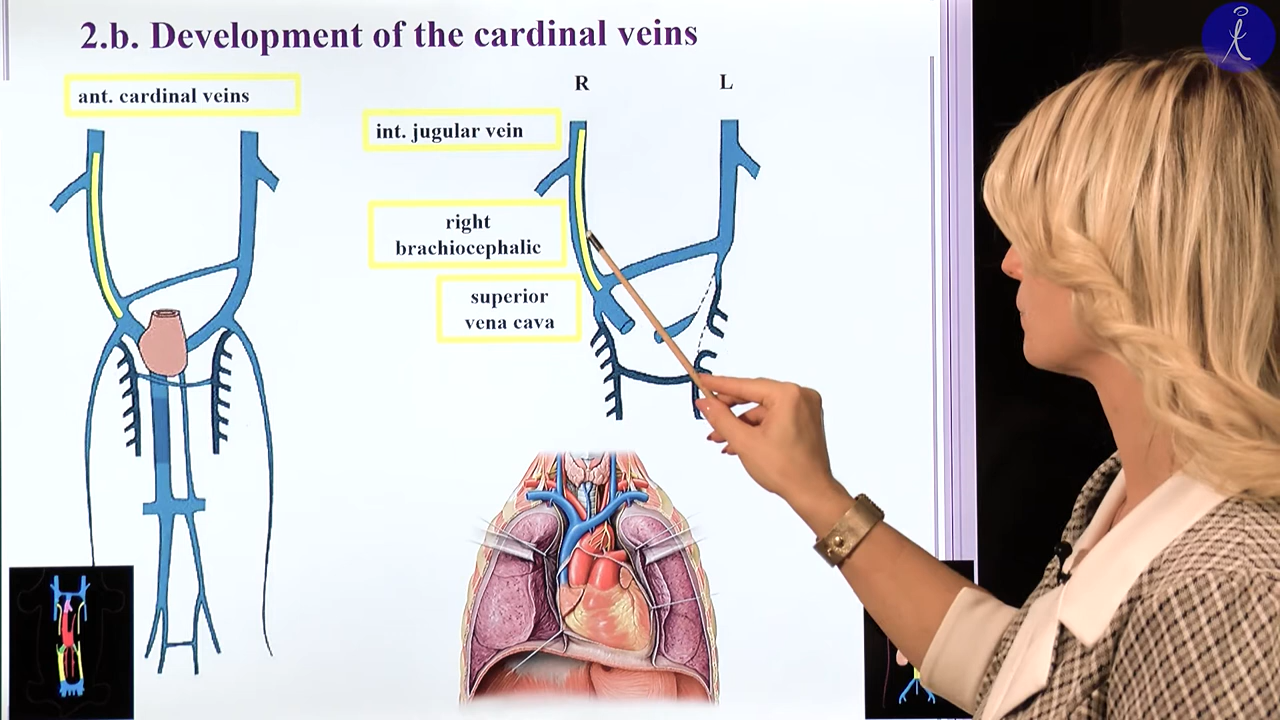 2.b. Development of the cardinal veins
ant. cardinal veins
R
L
int. jugular vein
right
brachiocephalic
superior
vena cava